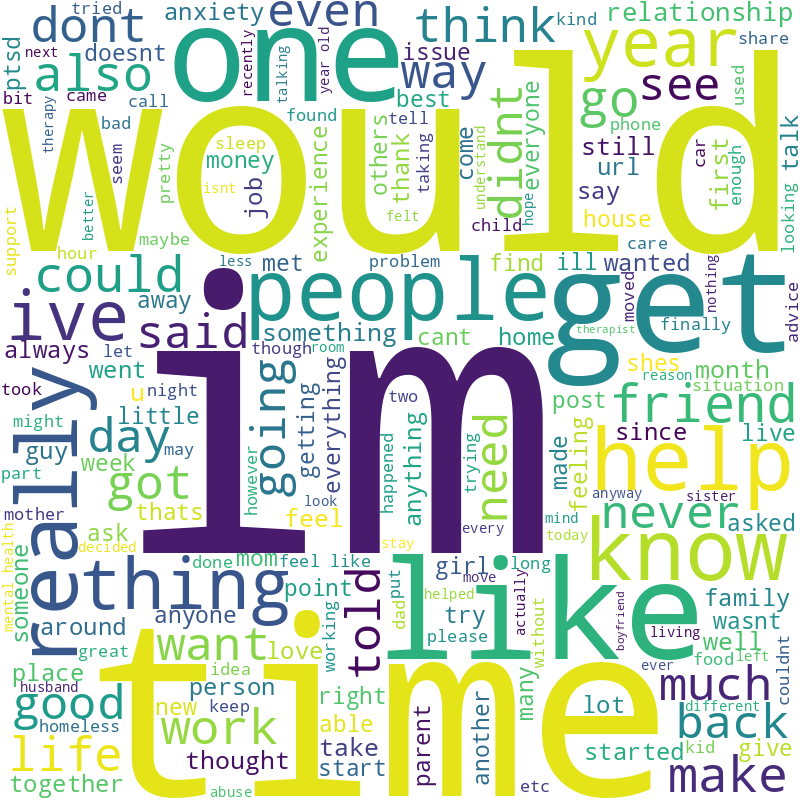 tried
dont
anxiety
even
one
think
kind
relationship
year
share
ptsd
doesnt
next
recently
year old
talking
issue
way
also
see
used
bit
came
call
best
go
phone
therapy
bad
found
tell
would
seem
pretty
sleep
money
isnt
job
experience
others
thank
taking
come
understand
hope
everyone
didnt
still
url
say
car
first
enough
talk
looking
better
felt
child
house
support
hour
maybe
less
met
problem
find
ill
wanted
care
could
people
get
moved
nothing
advice
ive
away
said
something
cant
home
therapist
finally
always
let
went
though
room
im
shes
reason
month
situation
took
u
night
two
post
friend
really
might
little
day
may
going
getting
everything
anything
need
made
feeling
since
live
guy
week
however
look
happened
trying
help
part
got
thats
feel
every
anyway
sister
mother
ask
stay
mind
today
never
asked
mental health
decided
done
mom
feel like
girl
long
know
someone
thing
point
told
put
move
actually
anyone
try
like
dad
helped
please
without
boyfriend
living
family
wasnt
around
want
love
working
many
well
great
time
ever
food
left
couldnt
place
idea
right
husband
person
new
keep
able
parent
another
lot
much
different
good
homeless
work
take
back
life
thought
start
started
kid
give
together
abuse
etc
make